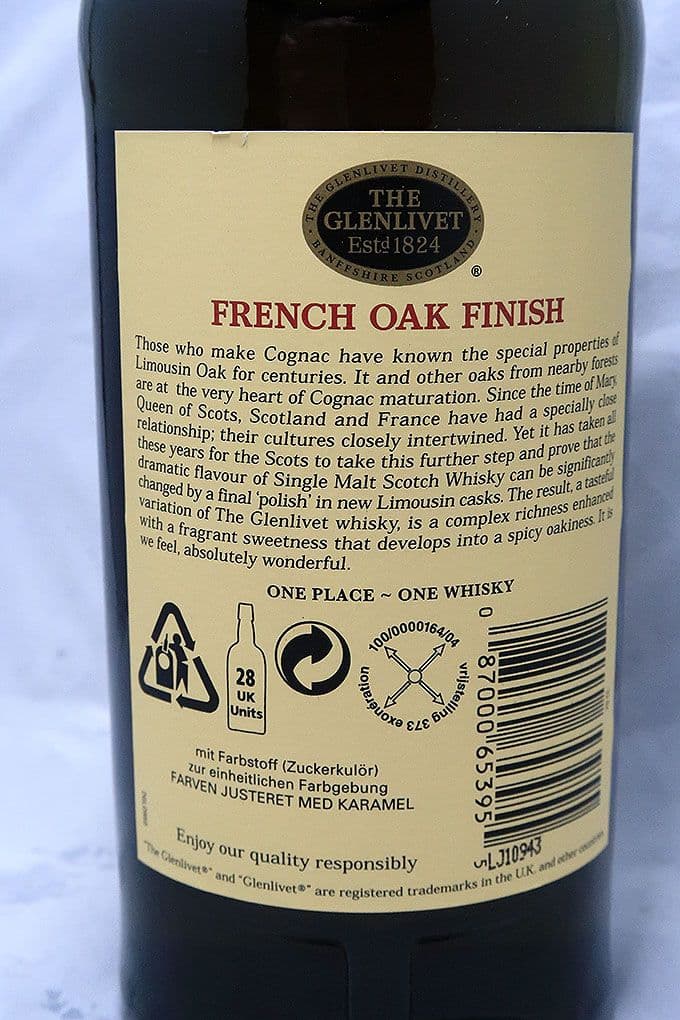 THE GLENLIVET DISTILLERY
THE
GLENLIVET
Estd 1824
BANFFSHIRE SCOTLAND
®
FRENCH OAK FINISH
Those who make Cognac have known the special properties of
Limousin Oak for centuries. It and other oaks from nearby forests
are at the very heart of Cognac maturation. Since the time of Mary,
Queen of Scots, Scotland and France have had a specially close
relationship; their cultures closely intertwined. Yet it has taken all
these years for the Scots to take this further step and prove that the
dramatic flavour of Single Malt Scotch Whisky can be significantly
changed by a final 'polish' in new Limousin casks. The result, a tasteful
variation of The Glenlivet whisky, is a complex richness enhanced
with a fragrant sweetness that develops into a spicy oakiness. It is
we feel, absolutely wonderful.
ONE PLACE ~ ONE WHISKY
28
UK
Units
100/0000164/04
vrijstelling 373 exonération
0 87000 65395 5
mit Farbstoff (Zuckerkulör)
zur einheitlichen Farbgebung
FARVEN JUSTERET MED KARAMEL
LJ10943
Enjoy our quality responsibly
"The Glenlivet®" and "Glenlivet®" are registered trademarks in the U.K. and other countries